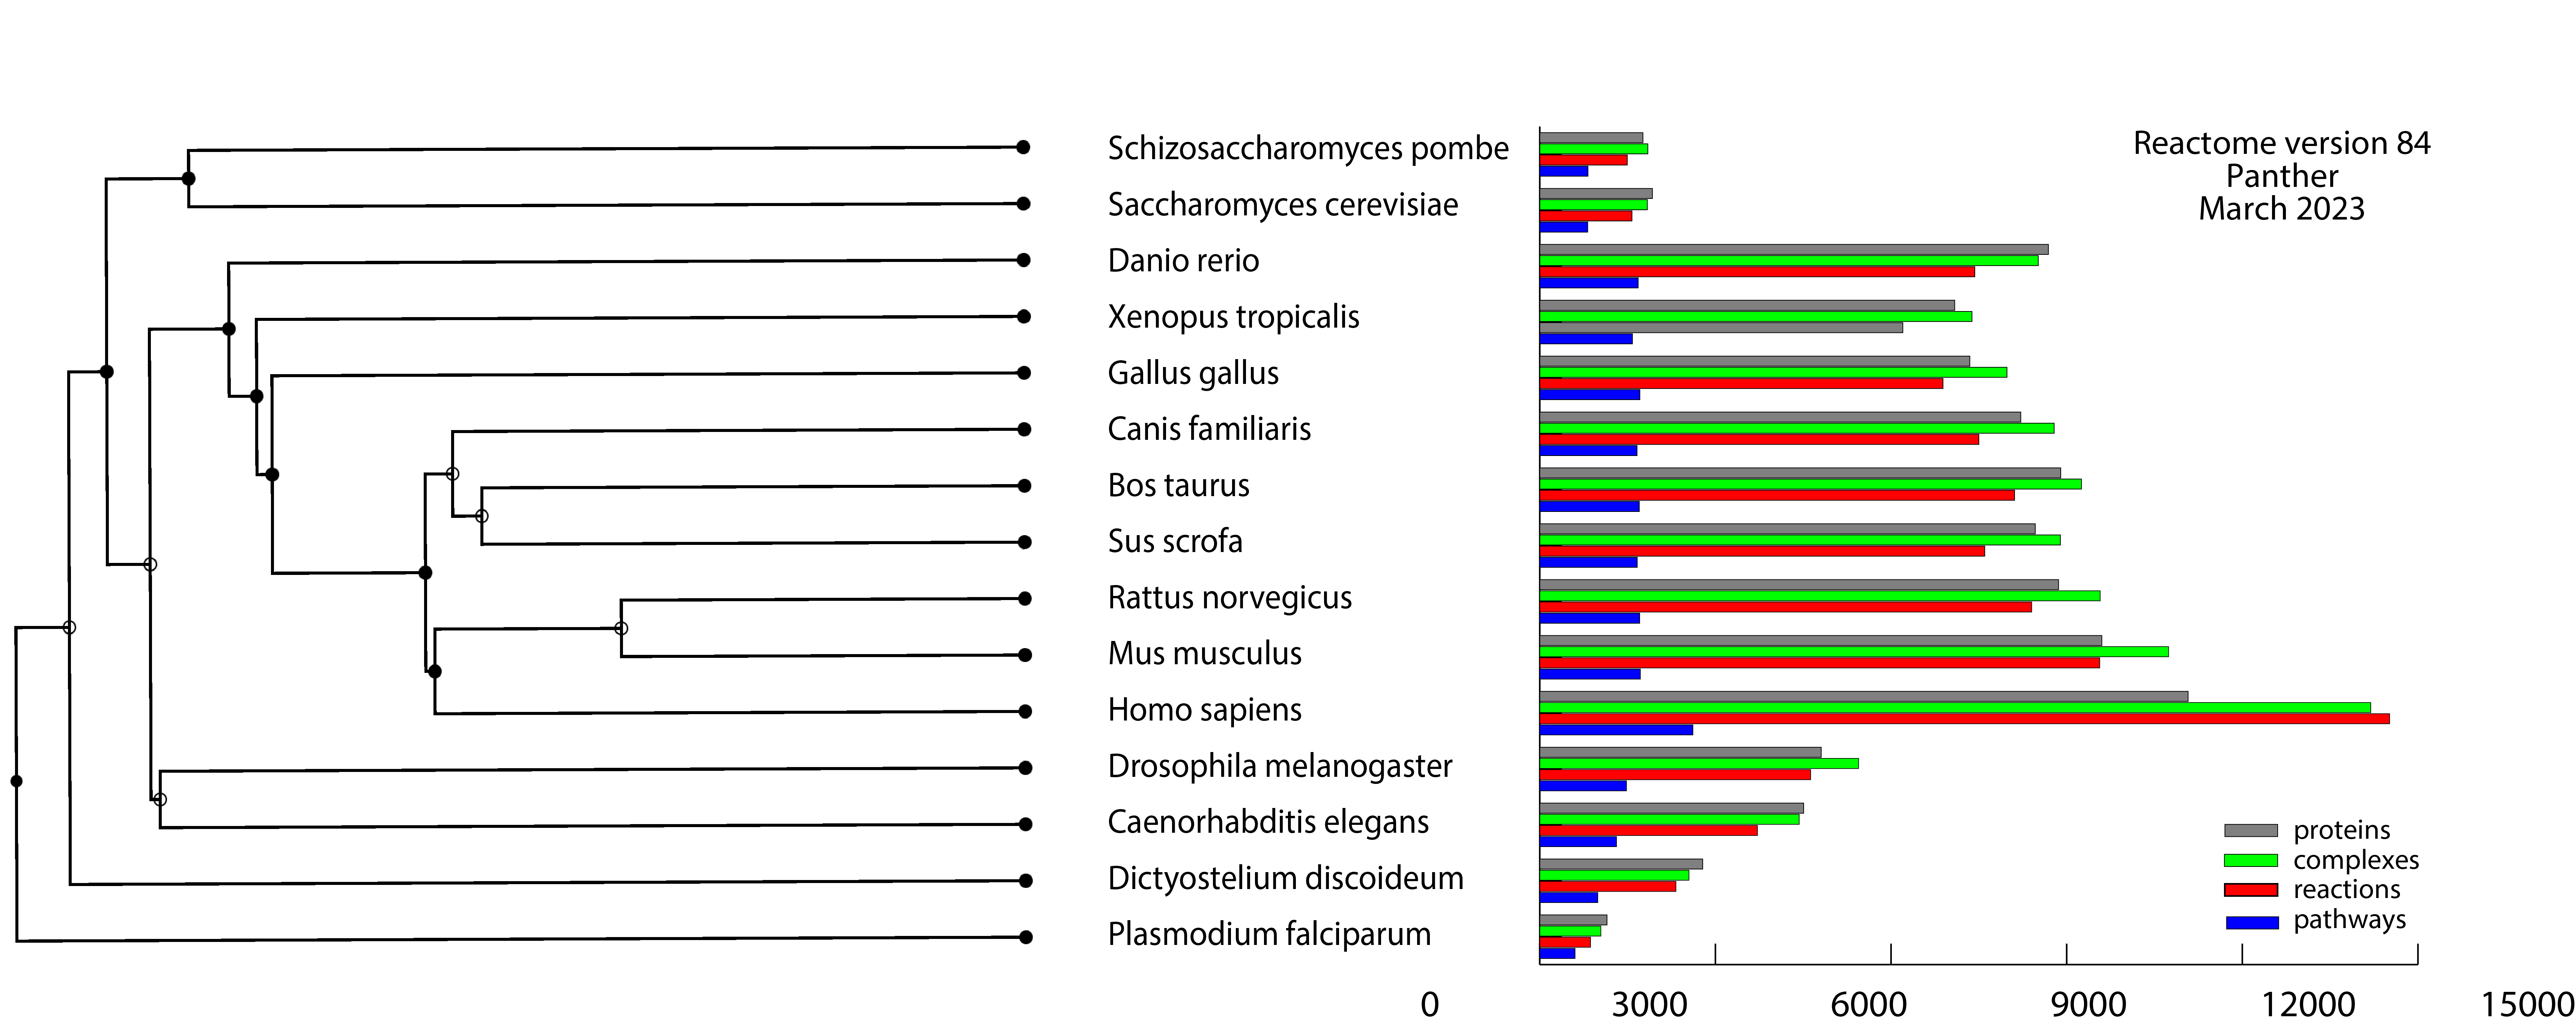 Schizosaccharomyces pombe
Reactome version 84
Panther
March 2023
Saccharomyces cerevisiae
Danio rerio
Xenopus tropicalis
Gallus gallus
Canis familiaris
Bos taurus
Sus scrofa
Rattus norvegicus
Mus musculus
Homo sapiens
Drosophila melanogaster
Caenorhabditis elegans
Dictyostelium discoideum
Plasmodium falciparum
proteins
complexes
reactions
pathways
0 3000 6000 9000 12000 15000